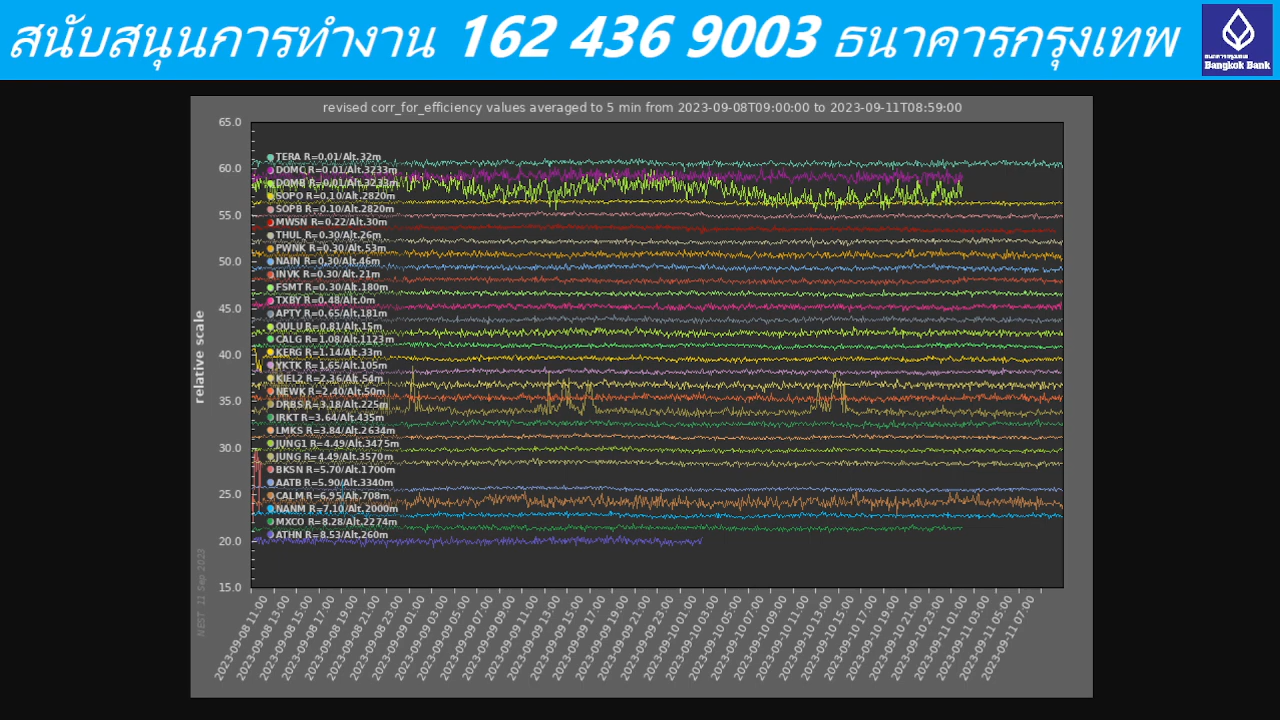 สนับสนุนการทำงาน 162 436 9003 ธนาคารกรุงเทพ
ธนาคารกรุงเทพ
Bangkok Bank
revised corr_for_efficiency values averaged to 5 min from 2023-09-08T09:00:00 to 2023-09-11T08:59:00
65.0
60.0
55.0
50.0
45.0
40.0
35.0
30.0
25.0
20.0
15.0
relative scale
NEST 11 Sep 2023
TERA R=0.01/Alt.32m
DOMC R=0.01/Alt.3233m
DOMB R=0.01/Alt.3233m
SOPO R=0.10/Alt.2820m
SOPB R=0.10/Alt.2820m
MWSN R=0.22/Alt.30m
THUL R=0.30/Alt.26m
PWNK R=0.30/Alt.53m
NAIN R=0.30/Alt.46m
INVK R=0.30/Alt.21m
FSMT R=0.30/Alt.180m
TXBY R=0.48/Alt.0m
APTY R=0.65/Alt.181m
OULU R=0.81/Alt.15m
CALG R=1.08/Alt.1123m
KERG R=1.14/Alt.33m
YKTK R=1.65/Alt.105m
KIEL2 R=2.36/Alt.54m
NEWK R=2.40/Alt.50m
DRBS R=3.18/Alt.225m
IRKT R=3.64/Alt.435m
LMKS R=3.84/Alt.2634m
JUNG1 R=4.49/Alt.3475m
JUNG R=4.49/Alt.3570m
BKSN R=5.70/Alt.1700m
AATB R=5.90/Alt.3340m
CALM R=6.95/Alt.708m
NANM R=7.10/Alt.2000m
MXCO R=8.28/Alt.2274m
ATHN R=8.53/Alt.260m
2023-09-08 11:00
2023-09-08 13:00
2023-09-08 15:00
2023-09-08 17:00
2023-09-08 19:00
2023-09-08 21:00
2023-09-08 23:00
2023-09-09 01:00
2023-09-09 03:00
2023-09-09 05:00
2023-09-09 07:00
2023-09-09 09:00
2023-09-09 11:00
2023-09-09 13:00
2023-09-09 15:00
2023-09-09 17:00
2023-09-09 19:00
2023-09-09 21:00
2023-09-09 23:00
2023-09-10 01:00
2023-09-10 03:00
2023-09-10 05:00
2023-09-10 07:00
2023-09-10 09:00
2023-09-10 11:00
2023-09-10 13:00
2023-09-10 15:00
2023-09-10 17:00
2023-09-10 19:00
2023-09-10 21:00
2023-09-10 23:00
2023-09-11 01:00
2023-09-11 03:00
2023-09-11 05:00
2023-09-11 07:00